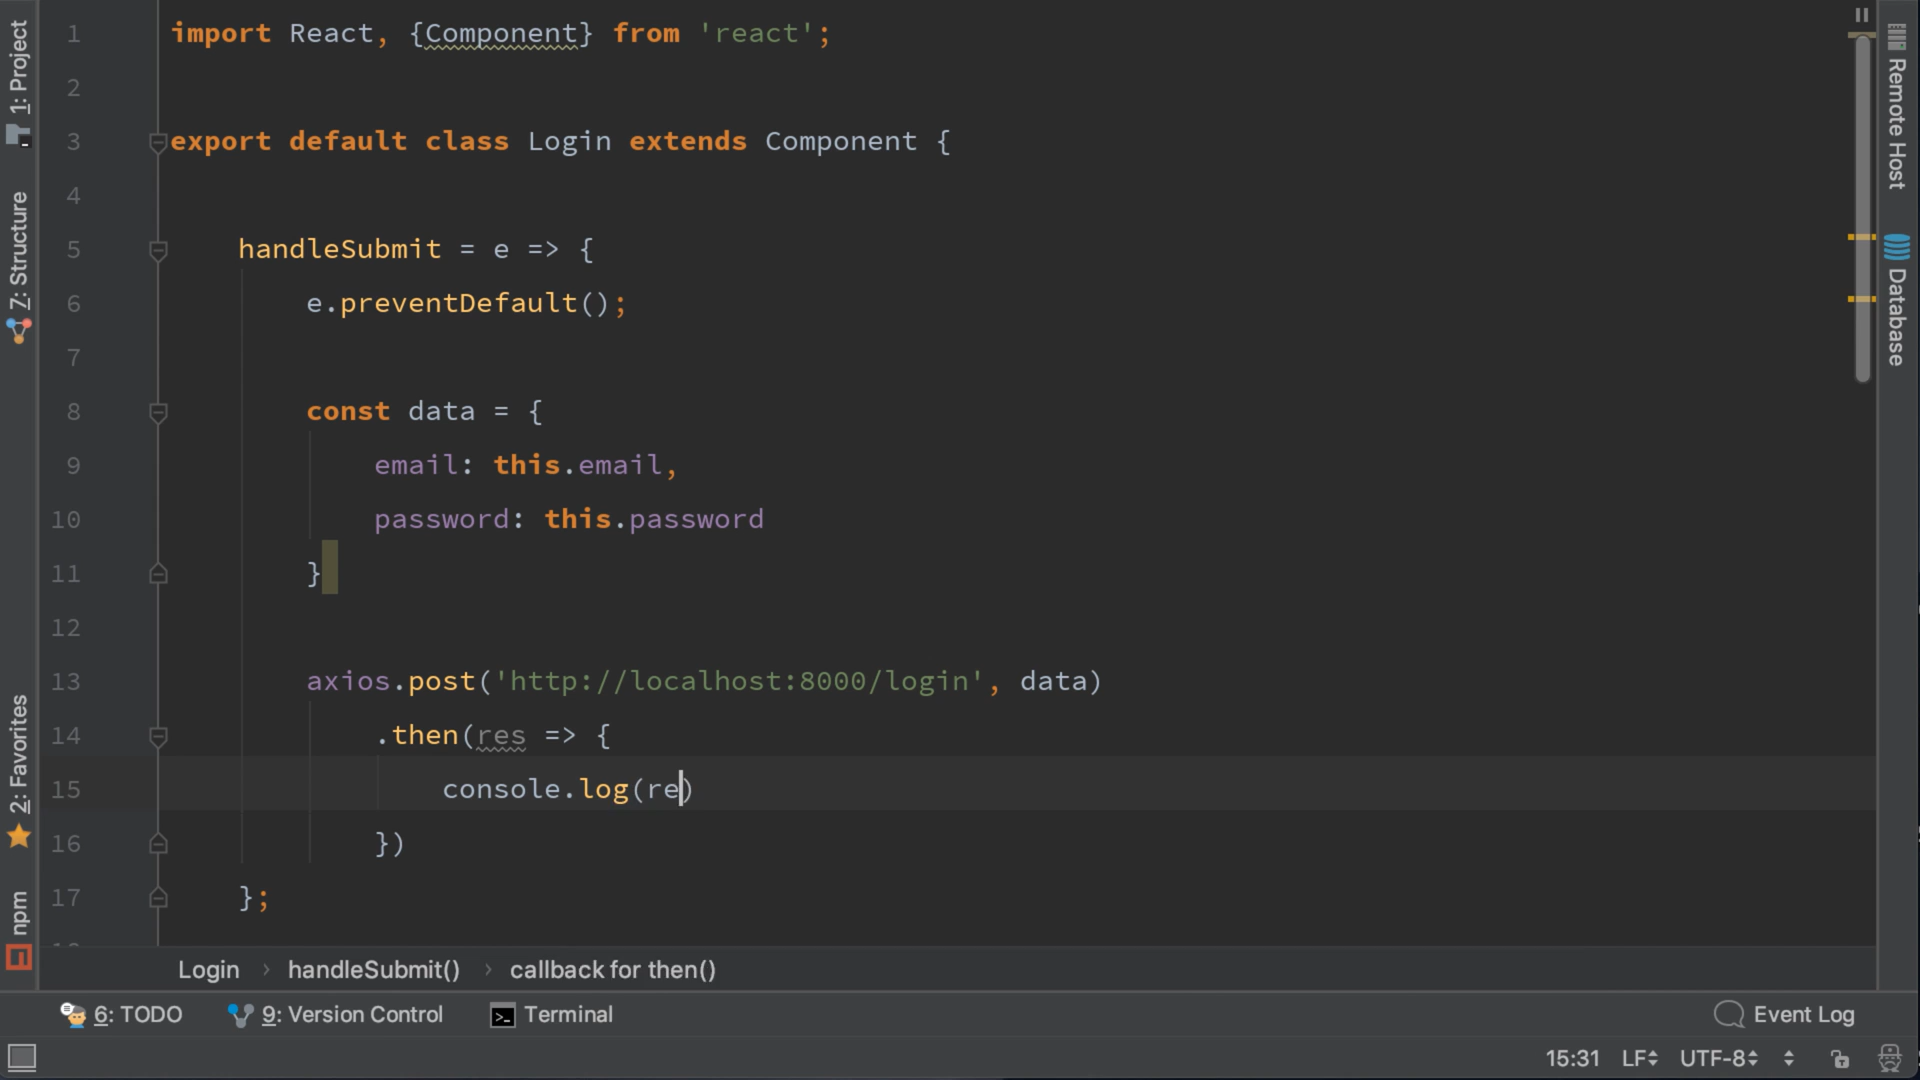 1: Project
7: Structure
2: Favorites
npm
1 import React, {Component} from 'react';
2
3 export default class Login extends Component {
4
5 handleSubmit = e => {
6 e.preventDefault();
7
8 const data = {
9 email: this.email,
10 password: this.password
11 }
12
13 axios.post('http://localhost:8000/login', data)
14 .then(res => {
15 console.log(re)
16 })
17 };
Remote Host
Database
Login › handleSubmit() › callback for then()
6: TODO 9: Version Control Terminal Event Log
15:31 LF UTF-8